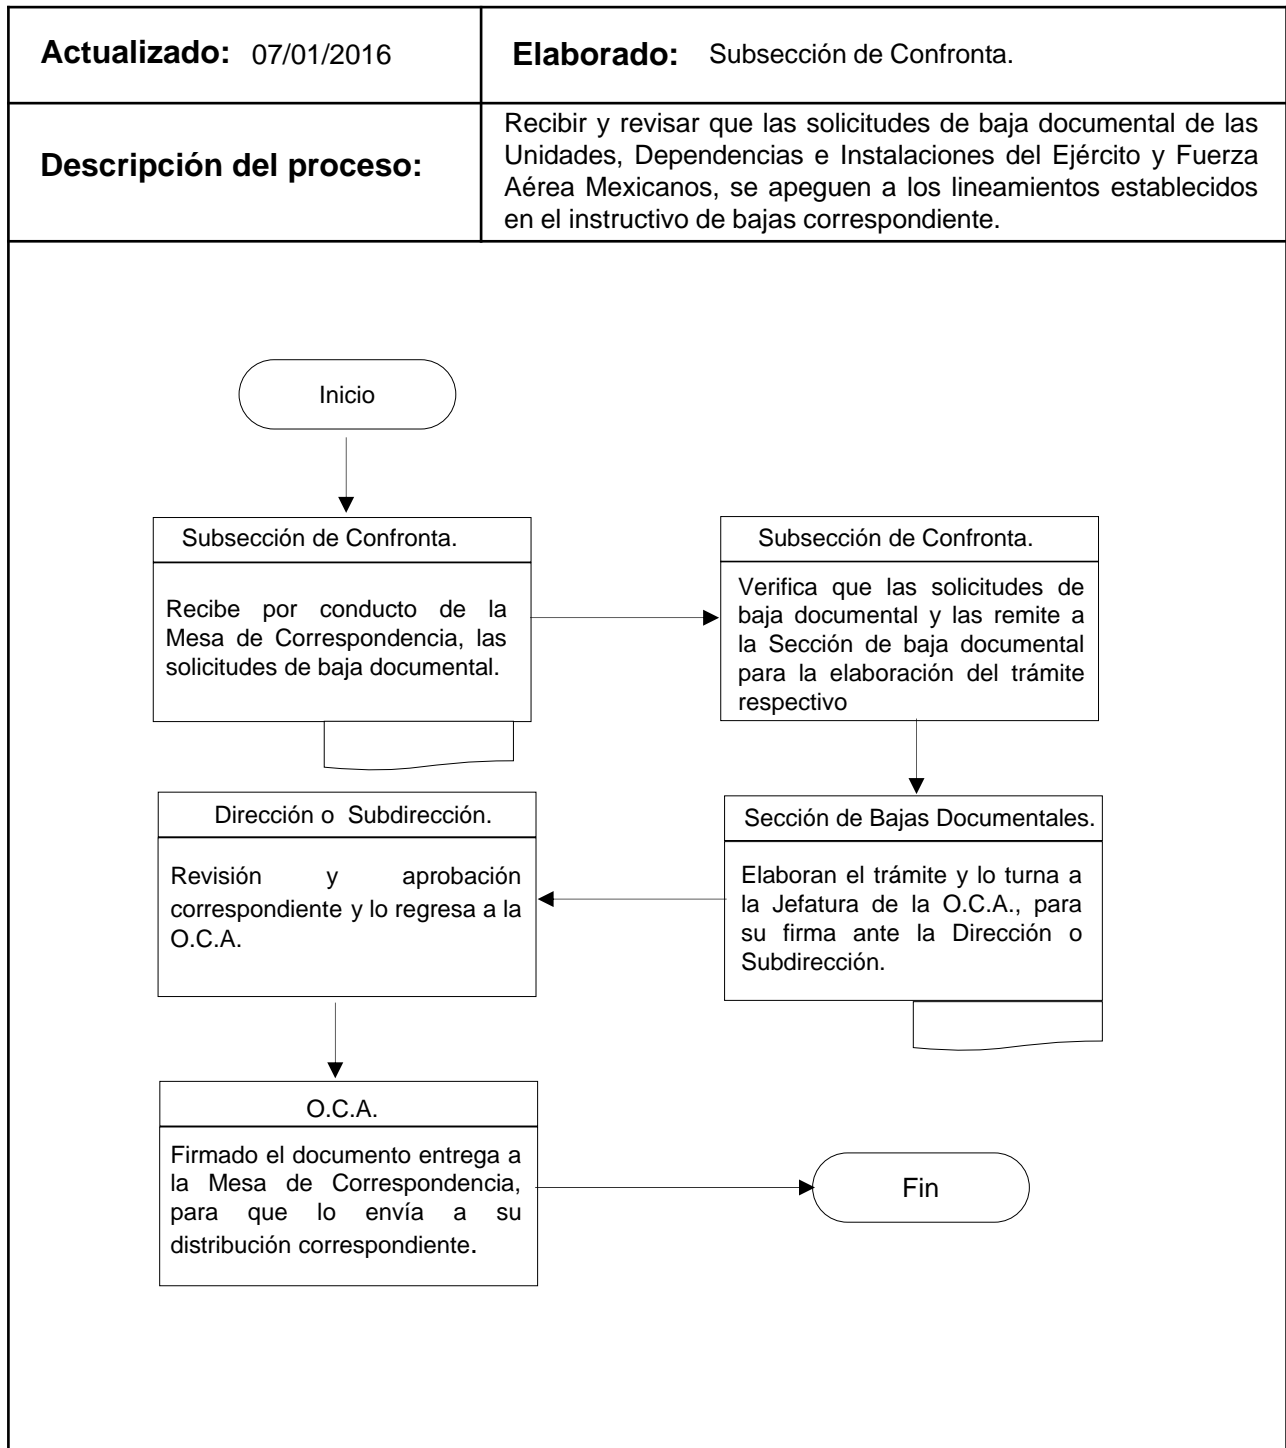 Actualizado: 07/01/2016
Elaborado: Subsección de Confronta.
Descripción del proceso:
Recibir y revisar que las solicitudes de baja documental de las
Unidades, Dependencias e Instalaciones del Ejército y Fuerza
Aérea Mexicanos, se apeguen a los lineamientos establecidos
en el instructivo de bajas correspondiente.
Inicio
Subsección de Confronta.
Recibe por conducto de la
Mesa de Correspondencia, las
solicitudes de baja documental.
Subsección de Confronta.
Verifica que las solicitudes de
baja documental y las remite a
la Sección de baja documental
para la elaboración del trámite
respectivo
Sección de Bajas Documentales.
Elaboran el trámite y lo turna a
la Jefatura de la O.C.A., para
su firma ante la Dirección o
Subdirección.
Dirección o Subdirección.
Revisión y aprobación
correspondiente y lo regresa a la
O.C.A.
O.C.A.
Firmado el documento entrega a
la Mesa de Correspondencia,
para que lo envía a su
distribución correspondiente.
Fin